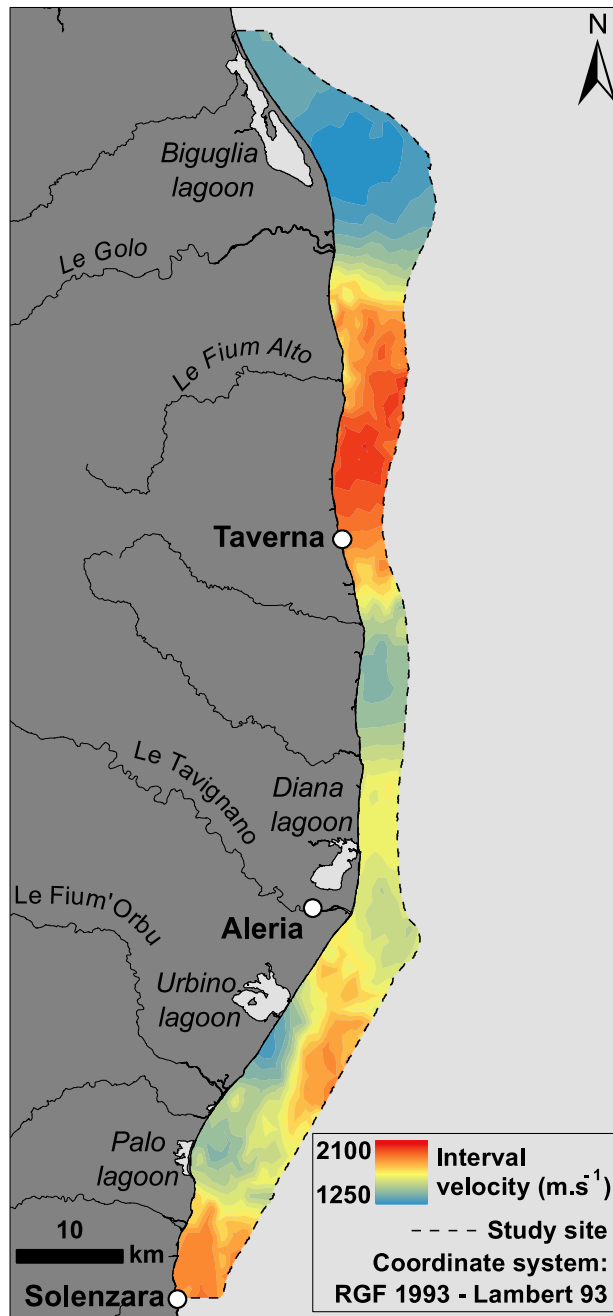 N
Biguglia
lagoon
Le Golo
Le Fium Alto
Taverna
Le Tavignano
Diana
lagoon
Le Fium'Orbu
Aleria
Urbino
lagoon
Palo
lagoon
10
km
Solenzara
2100
1250
Interval
velocity (m.s⁻¹)
Study site
Coordinate system:
RGF 1993 - Lambert 93